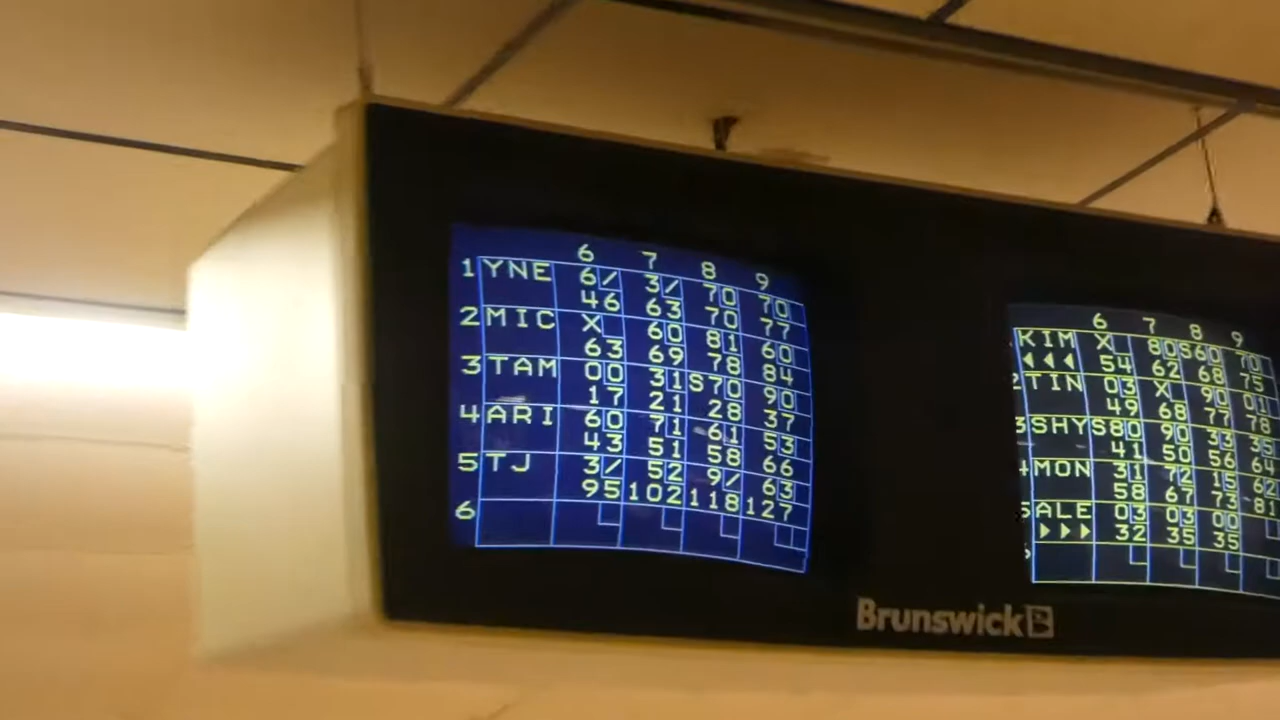 6 7 8 9
1 YNE 6/ 3/ 70 70
46 63 70 77
2 MIC X 60 81 60
63 69 78 84
3 TAM 00 31 S70 90
17 21 28 37
4 ARI 60 71 61 53
43 51 58 66
5 TJ 3/ 52 9/ 63
95 102 118 127
6
6 7 8 9
KIM X 80 S60 70
◀◀◀ 54 62 68 75
2 TIN 03 X 90 01
49 68 77 78
3 SHY S80 90 33 35
41 50 56 64
4 MON 31 72 15 62
58 67 73 81
5 ALE 03 03 00
▶▶▶ 32 35 35
Brunswick